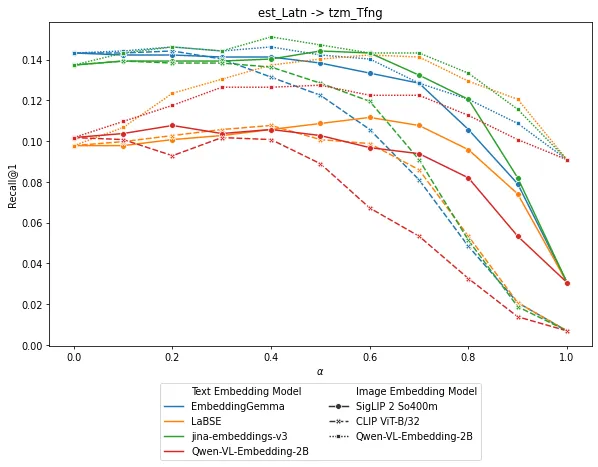 est_Latn -> tzm_Tfng
Recall@1
0.14
0.12
0.10
0.08
0.06
0.04
0.02
0.00
0.0
0.2
0.4
0.6
0.8
1.0
α
Text Embedding Model
EmbeddingGemma
LaBSE
jina-embeddings-v3
Qwen-VL-Embedding-2B
Image Embedding Model
SigLIP 2 So400m
CLIP ViT-B/32
Qwen-VL-Embedding-2B